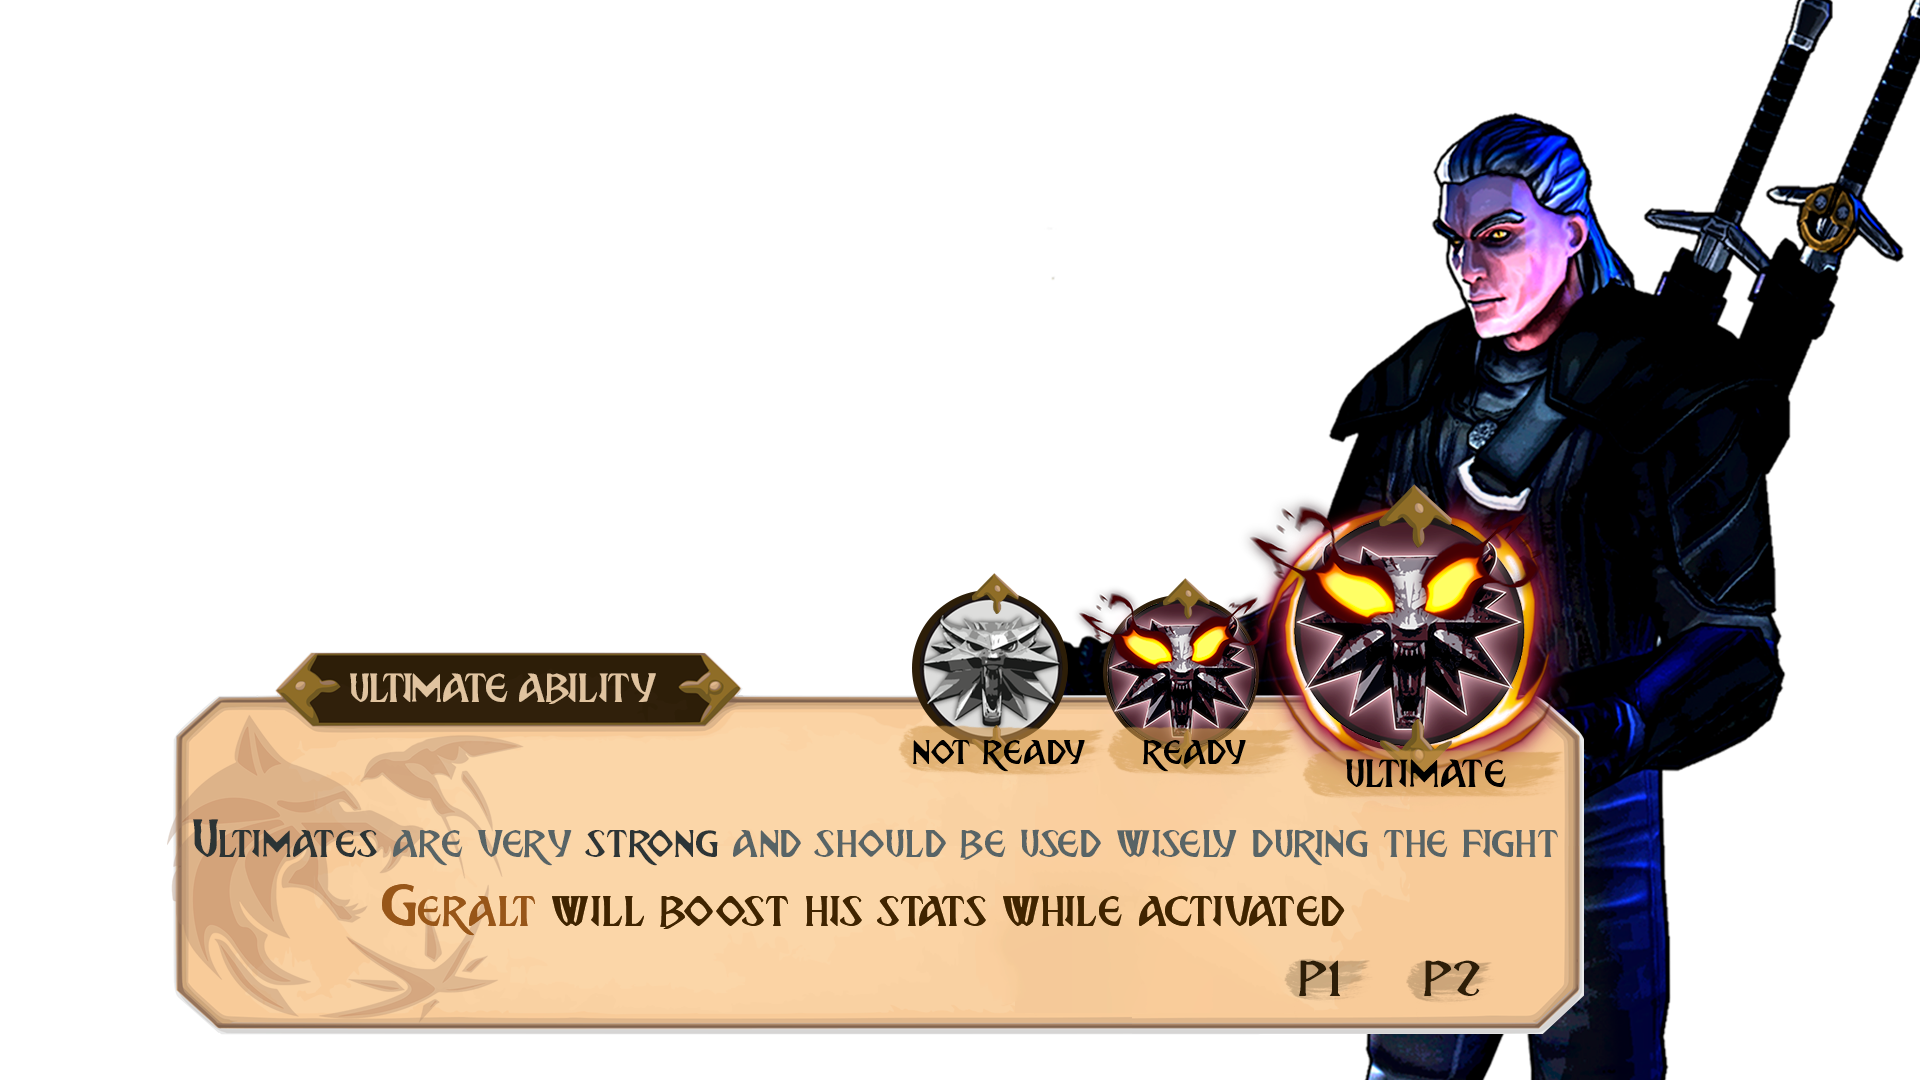 ULTIMATE ABILITY
NOT READY
READY
ULTIMATE
ULTIMATES ARE VERY STRONG AND SHOULD BE USED WISELY DURING THE FIGHT
GERALT WILL BOOST HIS STATS WHILE ACTIVATED
P1 P2